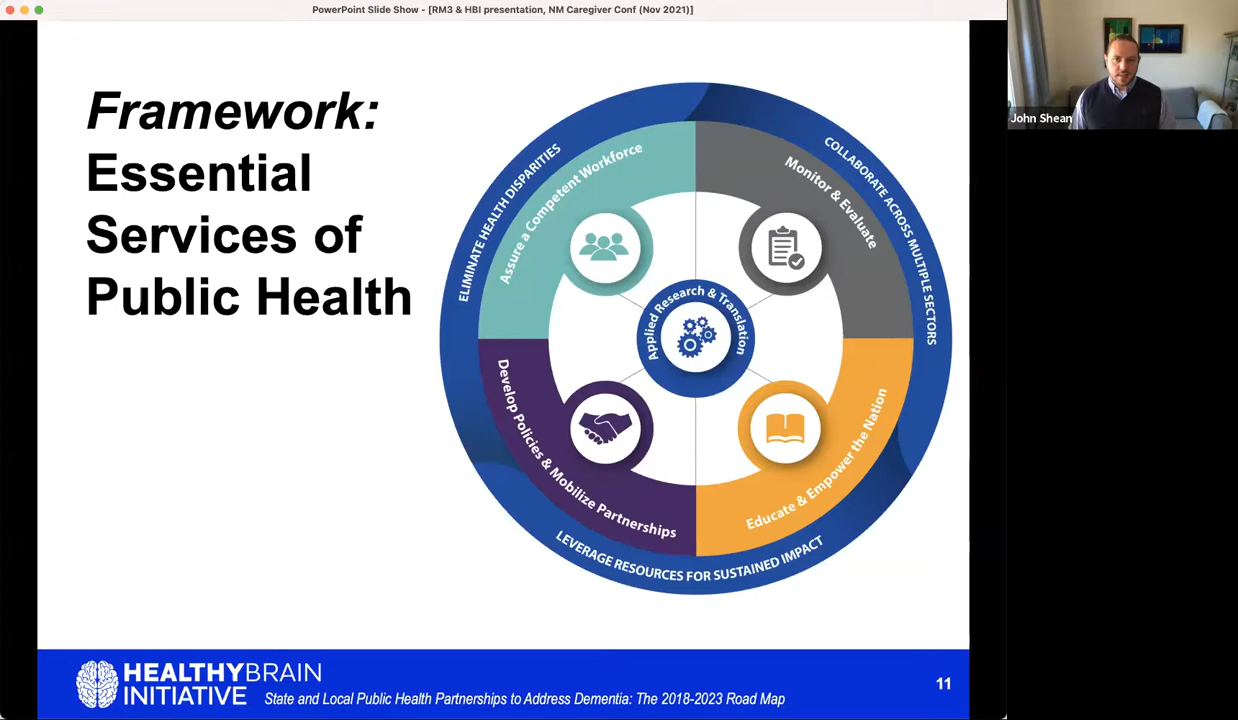 PowerPoint Slide Show - [RM3 & HBI presentation, NM Caregiver Conf (Nov 2021)]
Framework:
Essential
Services of
Public Health
ELIMINATE HEALTH DISPARITIES
COLLABORATE ACROSS MULTIPLE SECTORS
LEVERAGE RESOURCES FOR SUSTAINED IMPACT
Assure a Competent Workforce
Monitor & Evaluate
Applied Research & Translation
Develop Policies & Mobilize Partnerships
Educate & Empower the Nation
HEALTHYBRAIN
INITIATIVE
State and Local Public Health Partnerships to Address Dementia: The 2018-2023 Road Map
11
John Shean